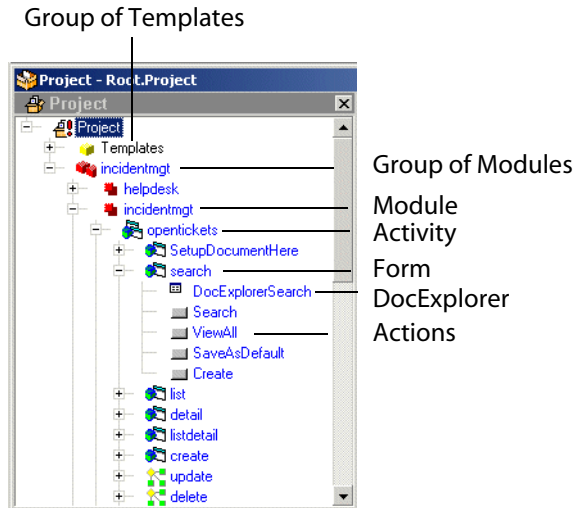 Group of Templates
Project - Root.Project
Project
Project
Templates
incidentmgt
Group of Modules
helpdesk
incidentmgt
Module
opentickets
Activity
SetupDocumentHere
search
Form
DocExplorerSearch
DocExplorer
Search
ViewAll
Actions
SaveAsDefault
Create
list
detail
listdetail
create
update
delete